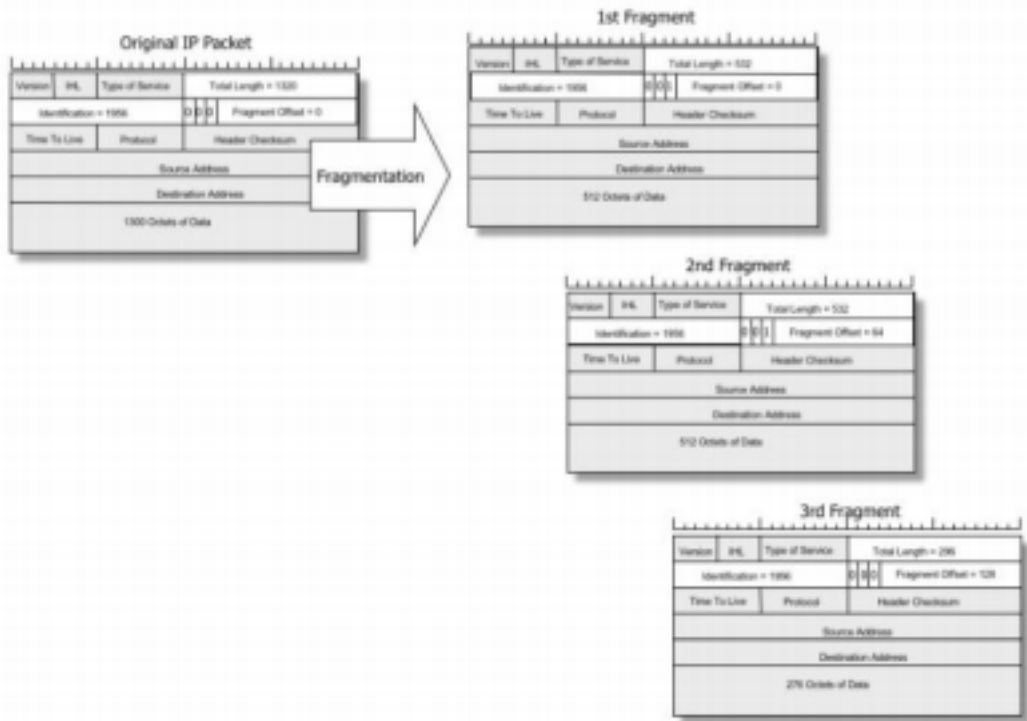 Original IP Packet
Version IHL Type of Service Total Length = 1320
Identification = 1956 0 0 0 Fragment Offset = 0
Time To Live Protocol Header Checksum
Source Address
Destination Address
1300 Octets of Data
Fragmentation
1st Fragment
Version IHL Type of Service Total Length = 532
Identification = 1956 0 0 1 Fragment Offset = 0
Time To Live Protocol Header Checksum
Source Address
Destination Address
512 Octets of Data
2nd Fragment
Version IHL Type of Service Total Length = 532
Identification = 1956 0 0 1 Fragment Offset = 64
Time To Live Protocol Header Checksum
Source Address
Destination Address
512 Octets of Data
3rd Fragment
Version IHL Type of Service Total Length = 296
Identification = 1956 0 0 0 Fragment Offset = 128
Time To Live Protocol Header Checksum
Source Address
Destination Address
276 Octets of Data